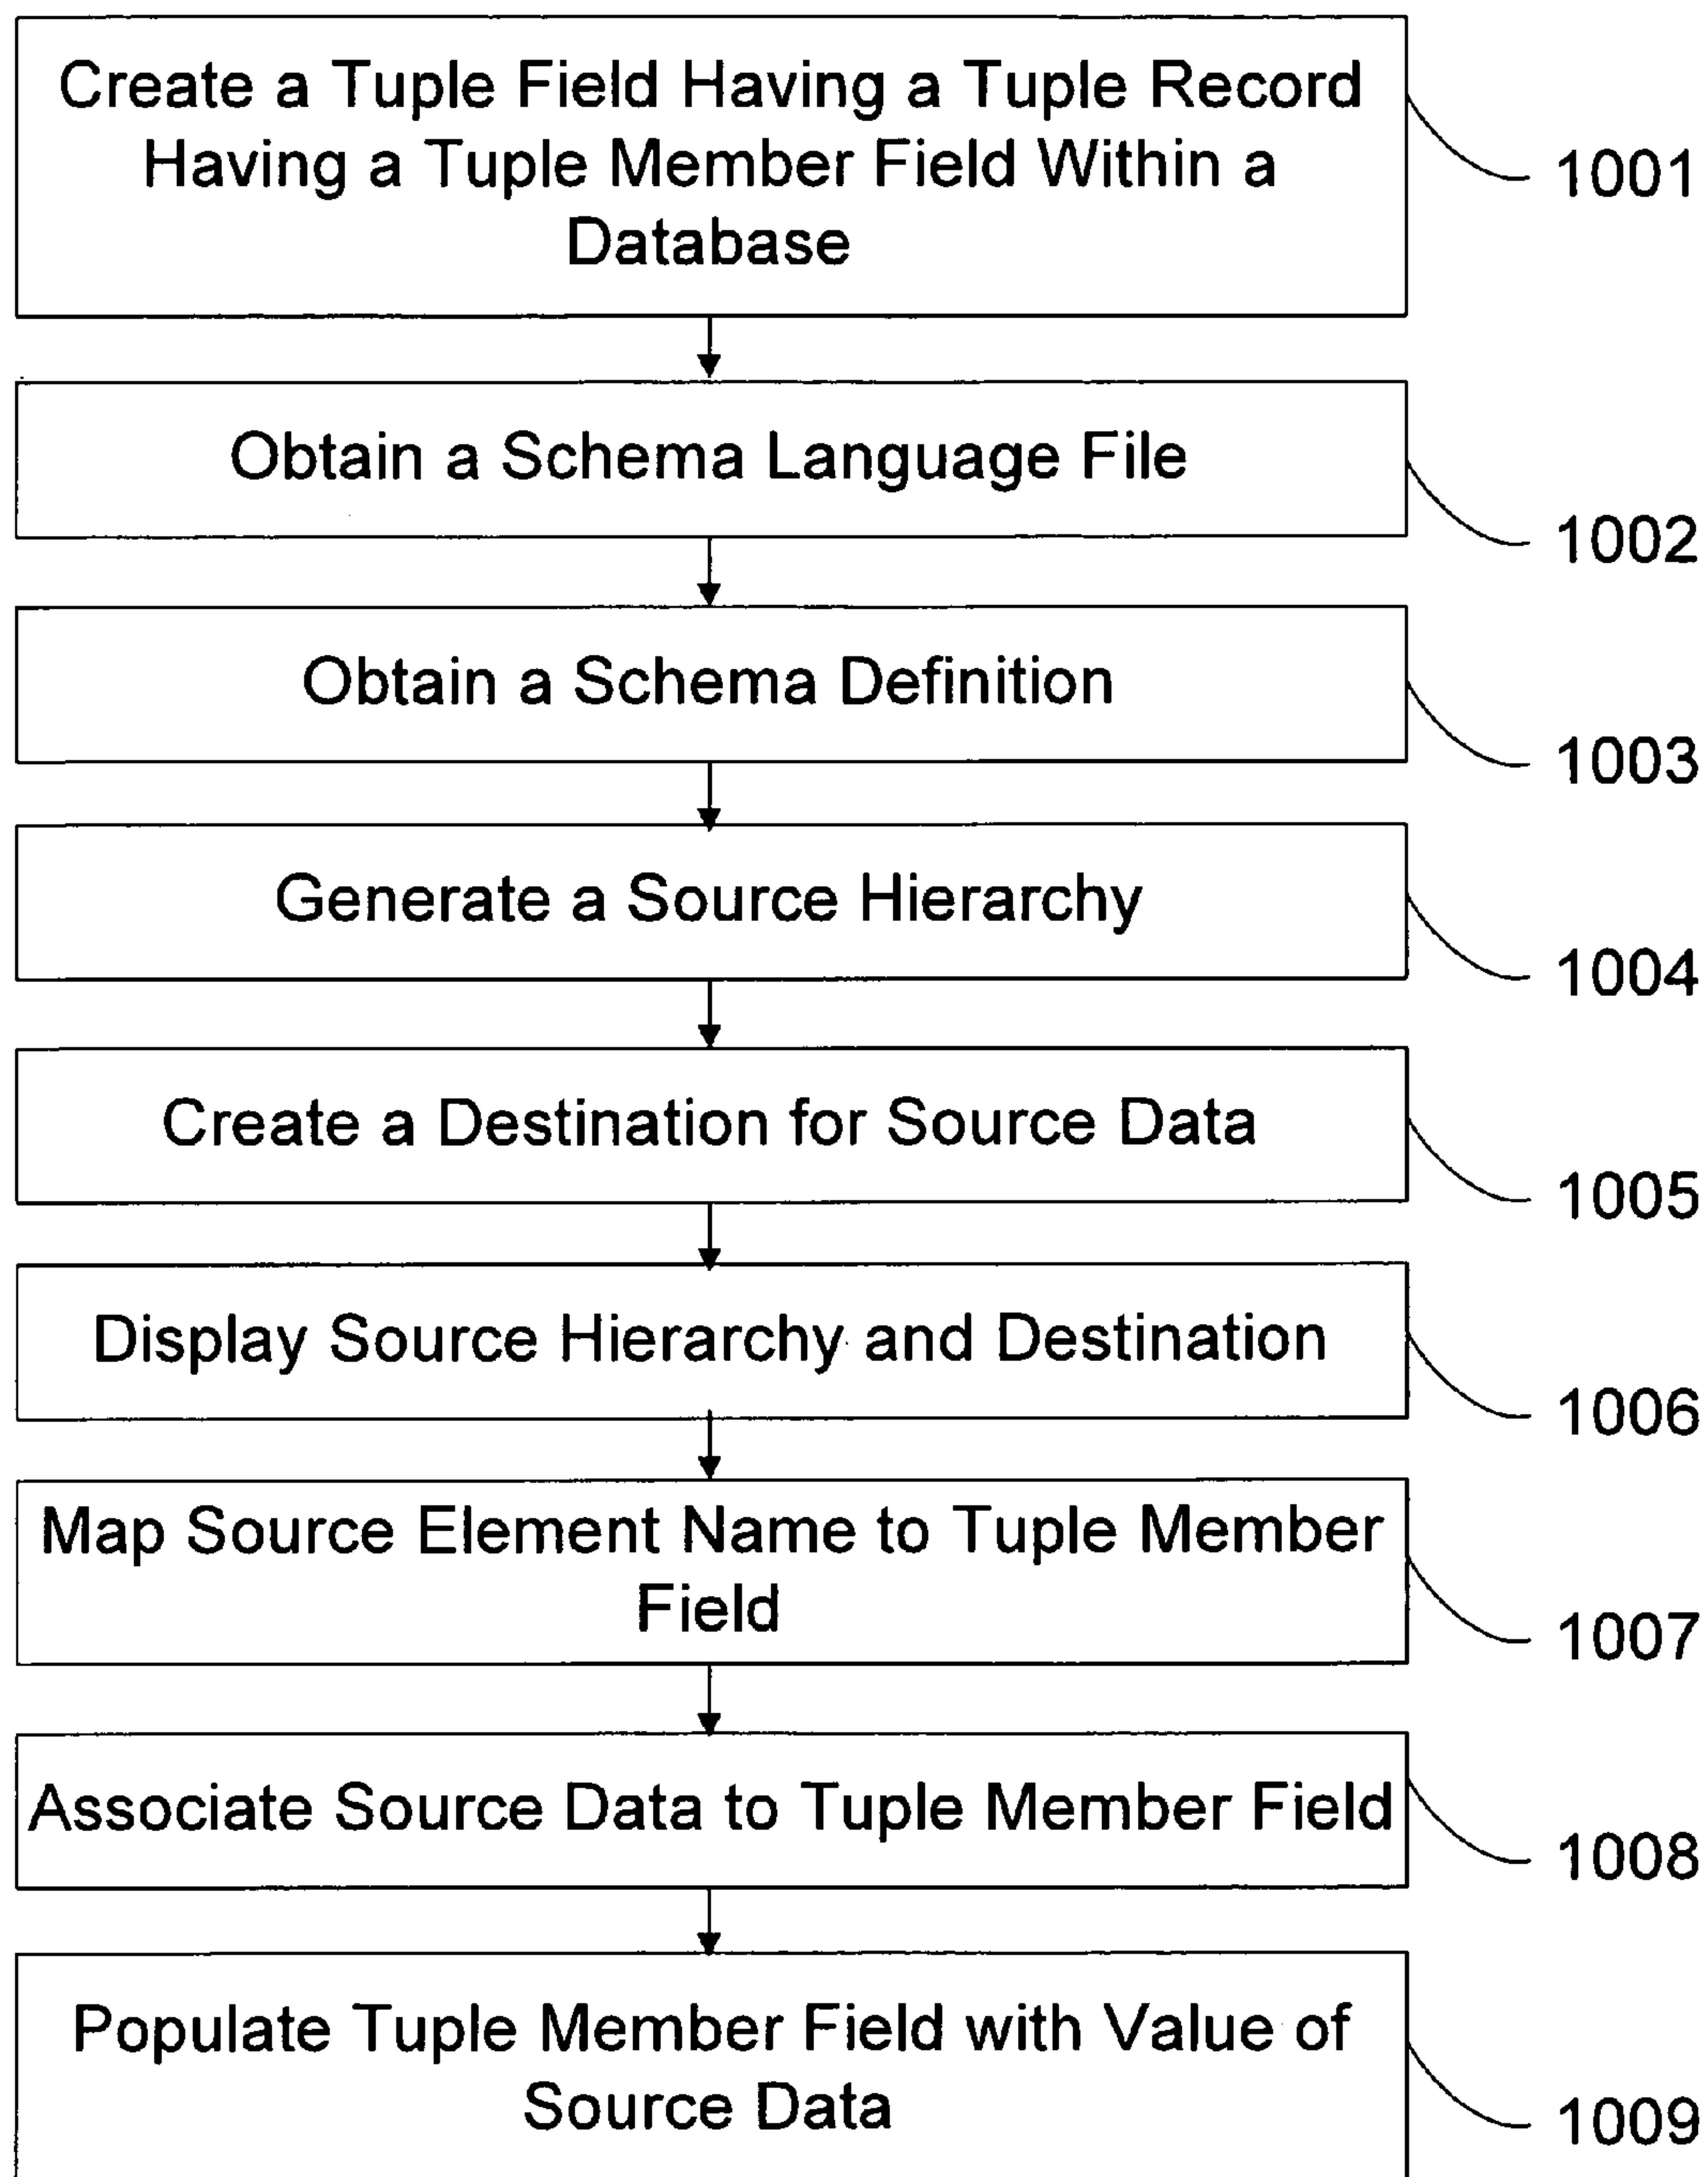 Create a Tuple Field Having a Tuple Record
Having a Tuple Member Field Within a
Database
1001
Obtain a Schema Language File
1002
Obtain a Schema Definition
1003
Generate a Source Hierarchy
1004
Create a Destination for Source Data
1005
Display Source Hierarchy and Destination
1006
Map Source Element Name to Tuple Member
Field
1007
Associate Source Data to Tuple Member Field
1008
Populate Tuple Member Field with Value of
Source Data
1009